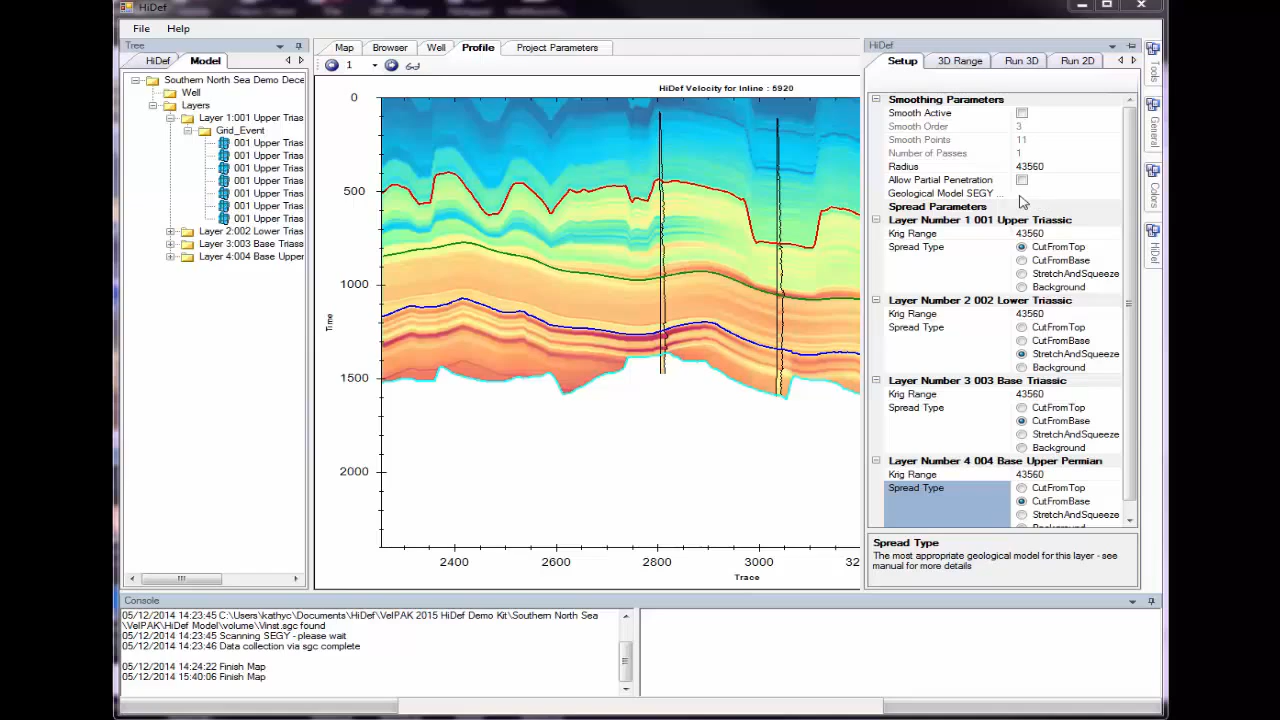 HiDef
File Help
Tree
HiDef Model
Southern North Sea Demo Dece
Well
Layers
Layer 1:001 Upper Trias
Grid_Event
001 Upper Trias
001 Upper Trias
001 Upper Trias
001 Upper Trias
001 Upper Trias
001 Upper Trias
001 Upper Trias
Layer 2:002 Lower Trias
Layer 3:003 Base Triass
Layer 4:004 Base Upper
Map Browser Well Profile Project Parameters
1
HiDef Velocity for Inline : 5920
0
500
1000
1500
2000
Time
2400 2600 2800 3000 32
Trace
HiDef
Setup 3D Range Run 3D Run 2D
Smoothing Parameters
Smooth Active
Smooth Order 3
Smooth Points 11
Number of Passes 1
Radius 43560
Allow Partial Penetration
Geological Model SEGY ...
Spread Parameters
Layer Number 1 001 Upper Triassic
Krig Range 43560
Spread Type CutFromTop
CutFromBase
StretchAndSqueeze
Background
Layer Number 2 002 Lower Triassic
Krig Range 43560
Spread Type CutFromTop
CutFromBase
StretchAndSqueeze
Background
Layer Number 3 003 Base Triassic
Krig Range 43560
Spread Type CutFromTop
CutFromBase
StretchAndSqueeze
Background
Layer Number 4 004 Base Upper Permian
Krig Range 43560
Spread Type CutFromTop
CutFromBase
StretchAndSqueeze
Background
Spread Type
The most appropriate geological model for this layer - see
manual for more details
Tools
General
Colors
HiDef
Console
05/12/2014 14:23:45 C:\Users\kathyc\Documents\HiDef\VelPAK 2015 HiDef Demo Kit\Southern North Sea
\VelPAK\HiDef Model\volume\Vinst.sgc found
05/12/2014 14:23:45 Scanning SEGY - please wait
05/12/2014 14:23:46 Data collection via sgc complete
05/12/2014 14:24:22 Finish Map
05/12/2014 15:40:06 Finish Map